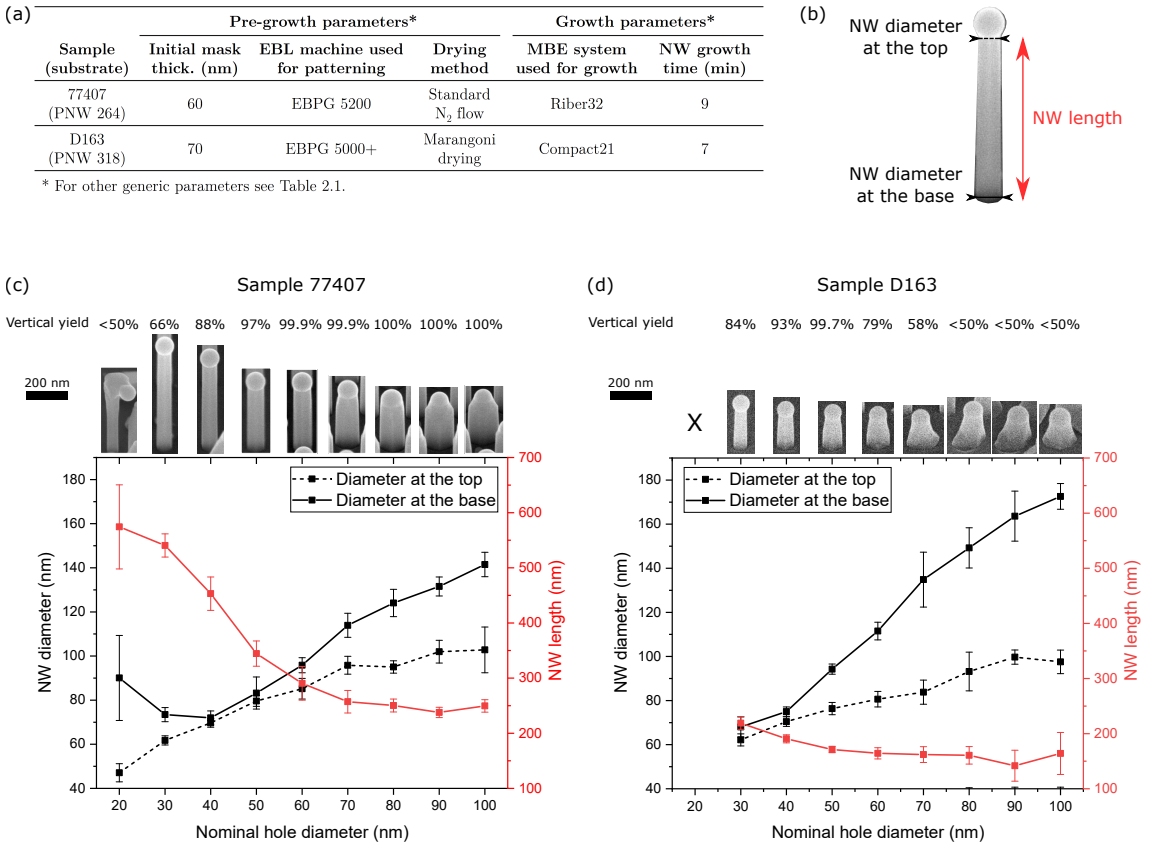 (a)
Pre-growth parameters* Growth parameters*
Sample Initial mask EBL machine used Drying MBE system NW growth
(substrate) thick. (nm) for patterning method used for growth time (min)
77407 Standard
(PNW 264) 60 EBPG 5200 N₂ flow Riber32 9
D163 Marangoni
(PNW 318) 70 EBPG 5000+ drying Compact21 7
* For other generic parameters see Table 2.1.
(b)
NW diameter
at the top
NW length
NW diameter
at the base
(c) Sample 77407
Vertical yield <50% 66% 88% 97% 99.9% 99.9% 100% 100% 100%
200 nm
Diameter at the top
Diameter at the base
NW diameter (nm)
180
160
140
120
100
80
60
40
NW length (nm)
700
600
500
400
300
200
100
20 30 40 50 60 70 80 90 100
Nominal hole diameter (nm)
(d) Sample D163
Vertical yield 84% 93% 99.7% 79% 58% <50% <50% <50%
200 nm
X
Diameter at the top
Diameter at the base
NW diameter (nm)
180
160
140
120
100
80
60
40
NW length (nm)
700
600
500
400
300
200
100
20 30 40 50 60 70 80 90 100
Nominal hole diameter (nm)